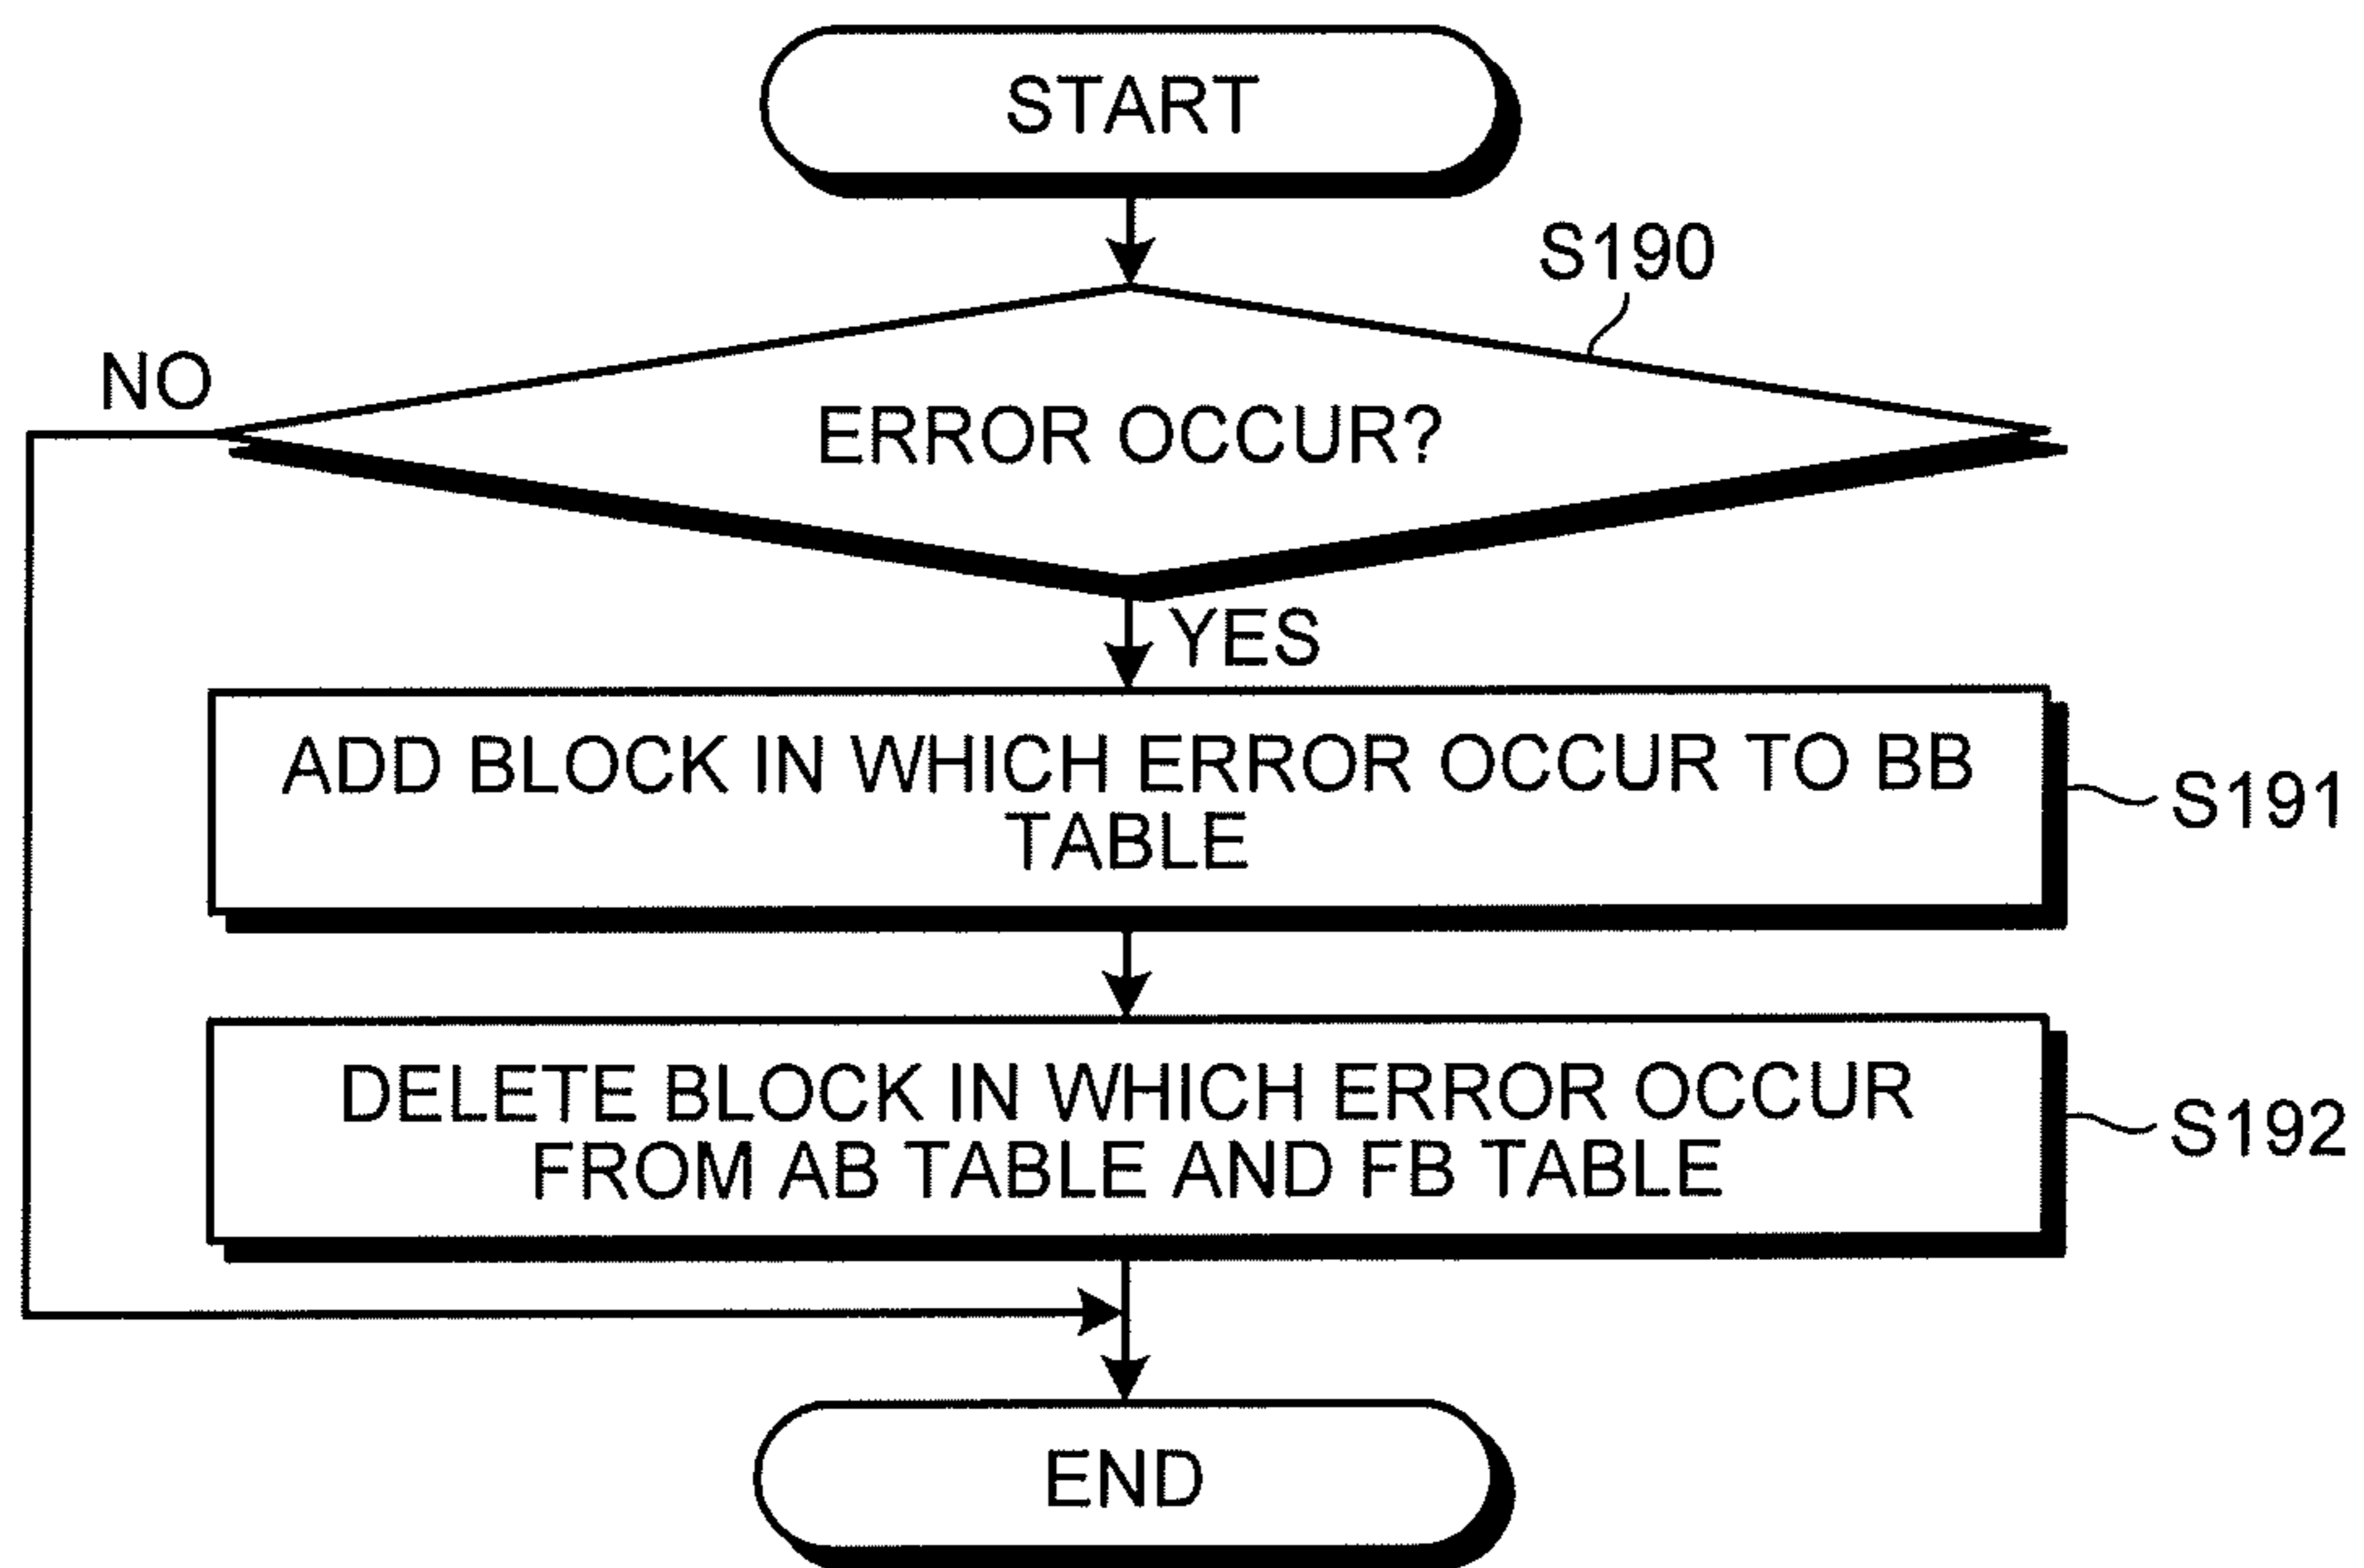 START
S190
NO
ERROR OCCUR?
YES
ADD BLOCK IN WHICH ERROR OCCUR TO BB
TABLE
S191
DELETE BLOCK IN WHICH ERROR OCCUR
FROM AB TABLE AND FB TABLE
S192
END